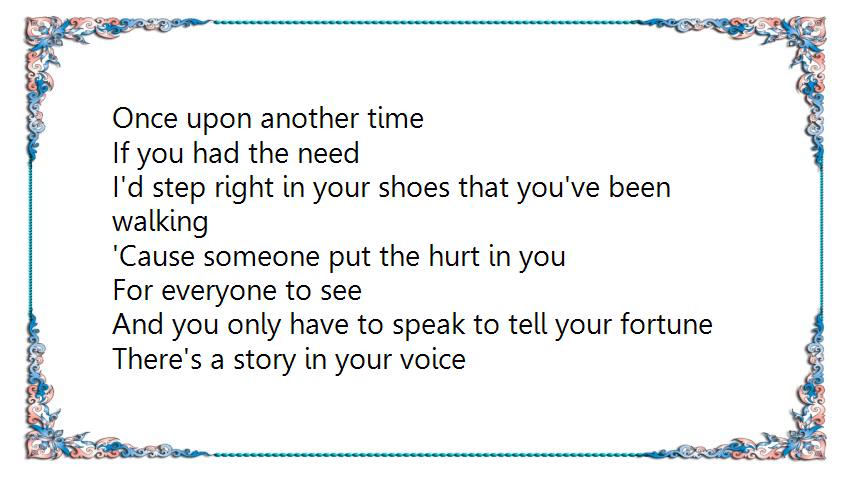 Once upon another time
If you had the need
I'd step right in your shoes that you've been
walking
'Cause someone put the hurt in you
For everyone to see
And you only have to speak to tell your fortune
There's a story in your voice